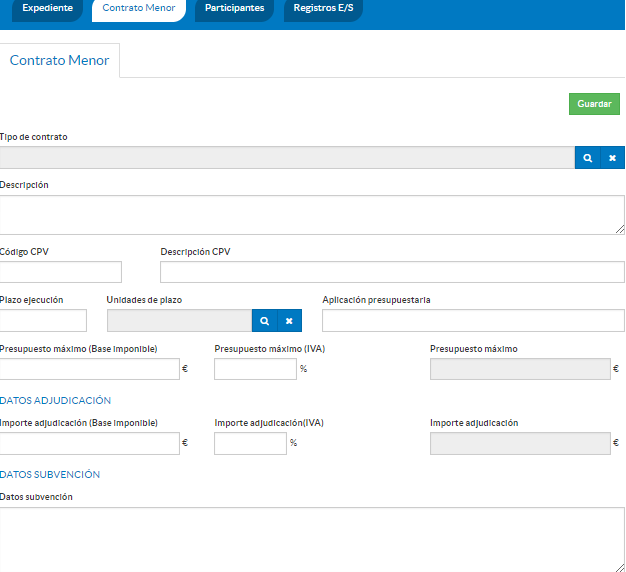 Expediente Contrato Menor Participantes Registros E/S
Contrato Menor
Guardar
Tipo de contrato
Descripción
Código CPV Descripción CPV
Plazo ejecución Unidades de plazo Aplicación presupuestaria
Presupuesto máximo (Base imponible) Presupuesto máximo (IVA) Presupuesto máximo
€ % €
DATOS ADJUDICACIÓN
Importe adjudicación (Base imponible) Importe adjudicación(IVA) Importe adjudicación
€ % €
DATOS SUBVENCIÓN
Datos subvención